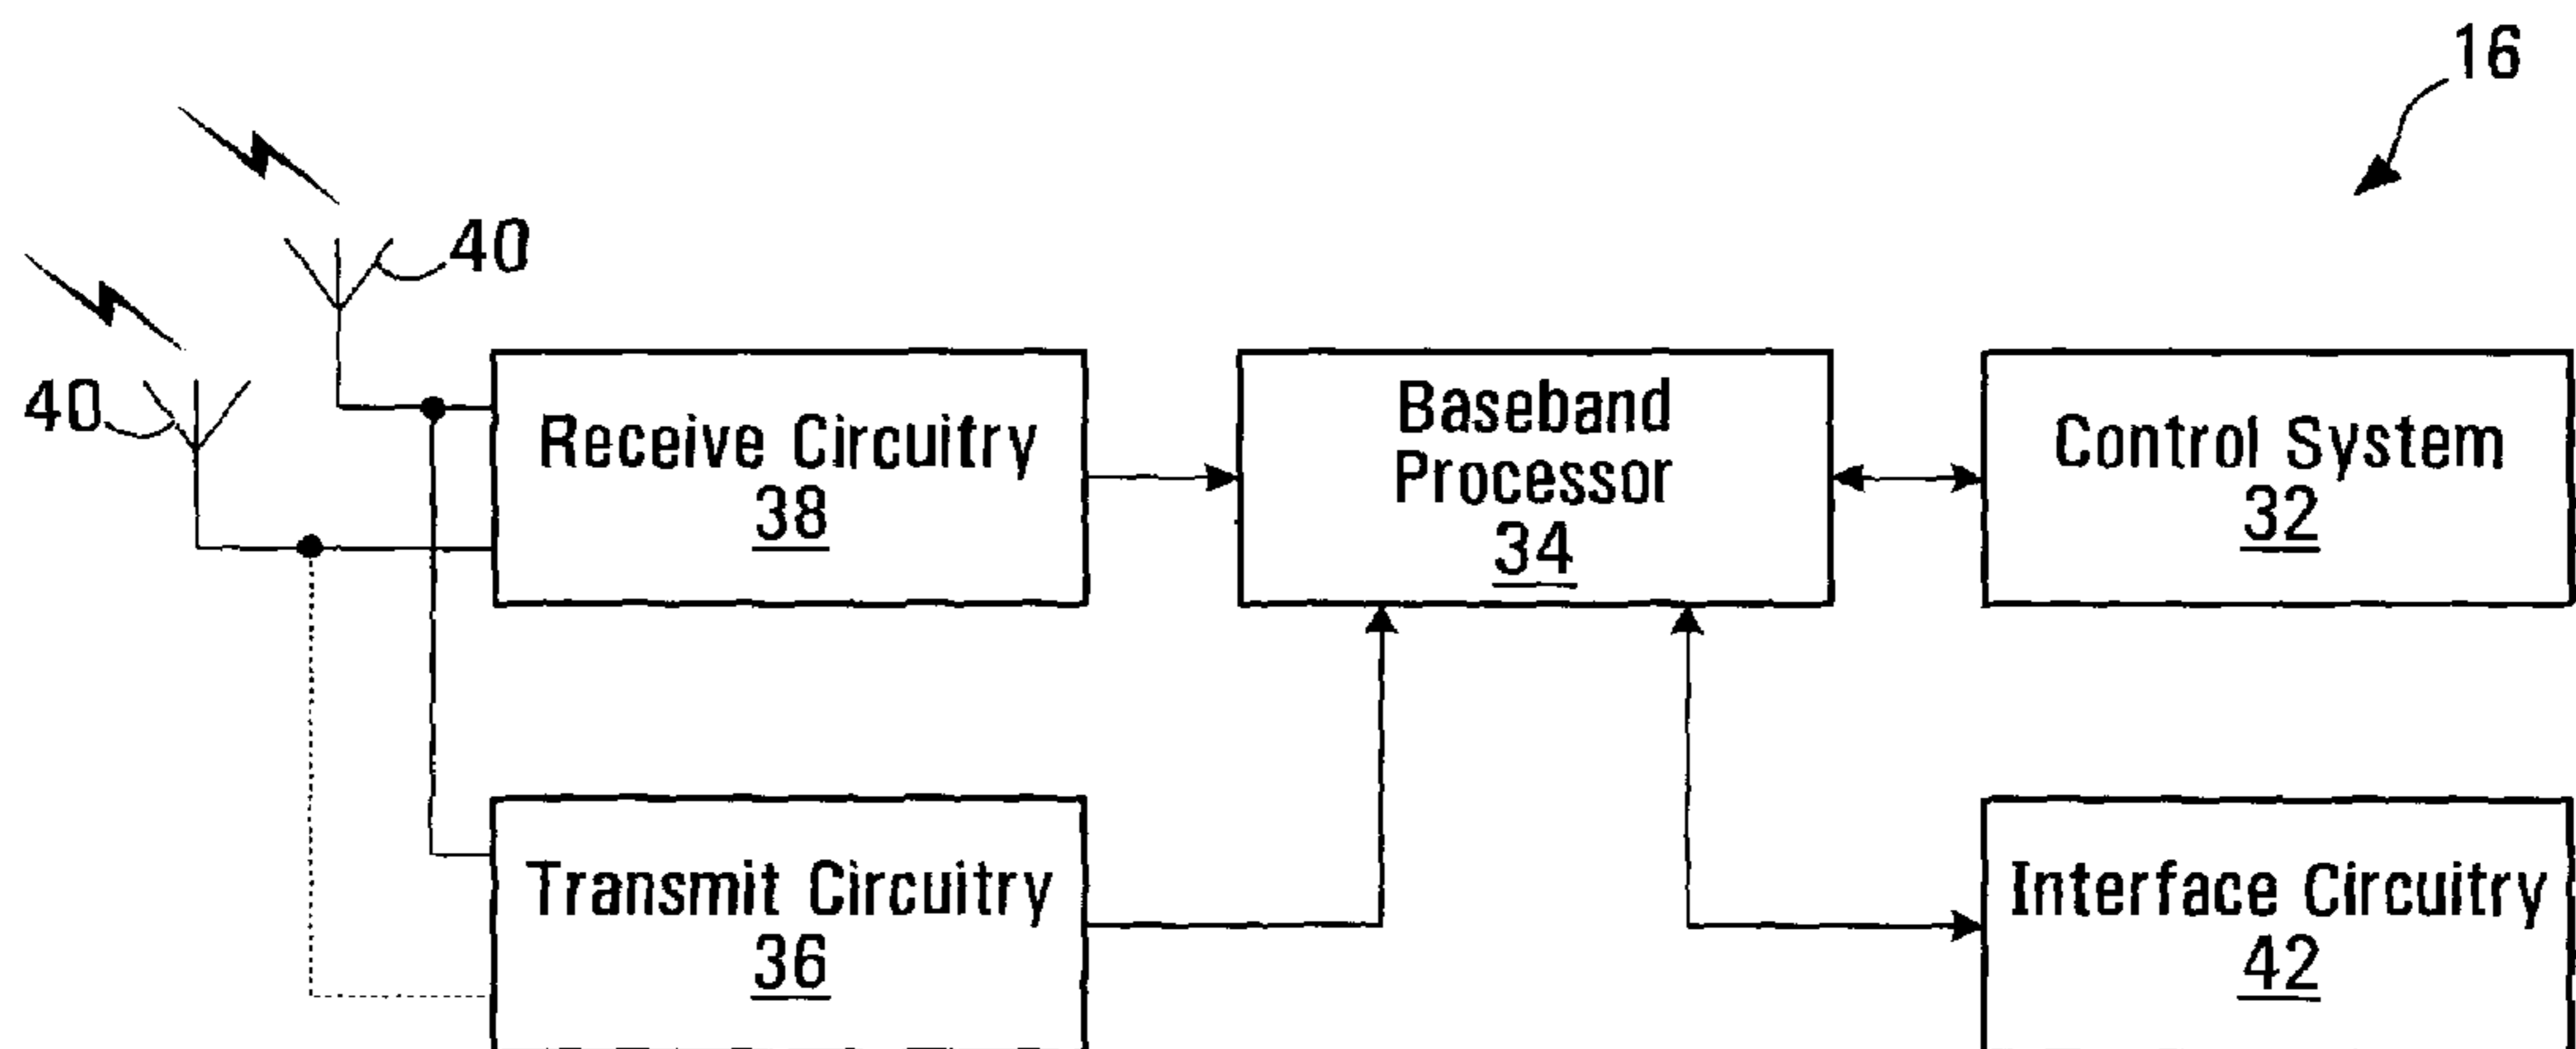 16
40
40
Receive Circuitry
38
Baseband
Processor
34
Control System
32
Transmit Circuitry
36
Interface Circuitry
42